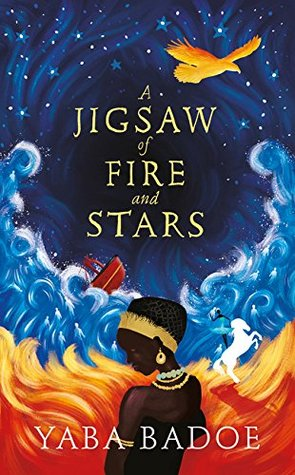 A
JIGSAW
of
FIRE
and
STARS
YABA BADOE